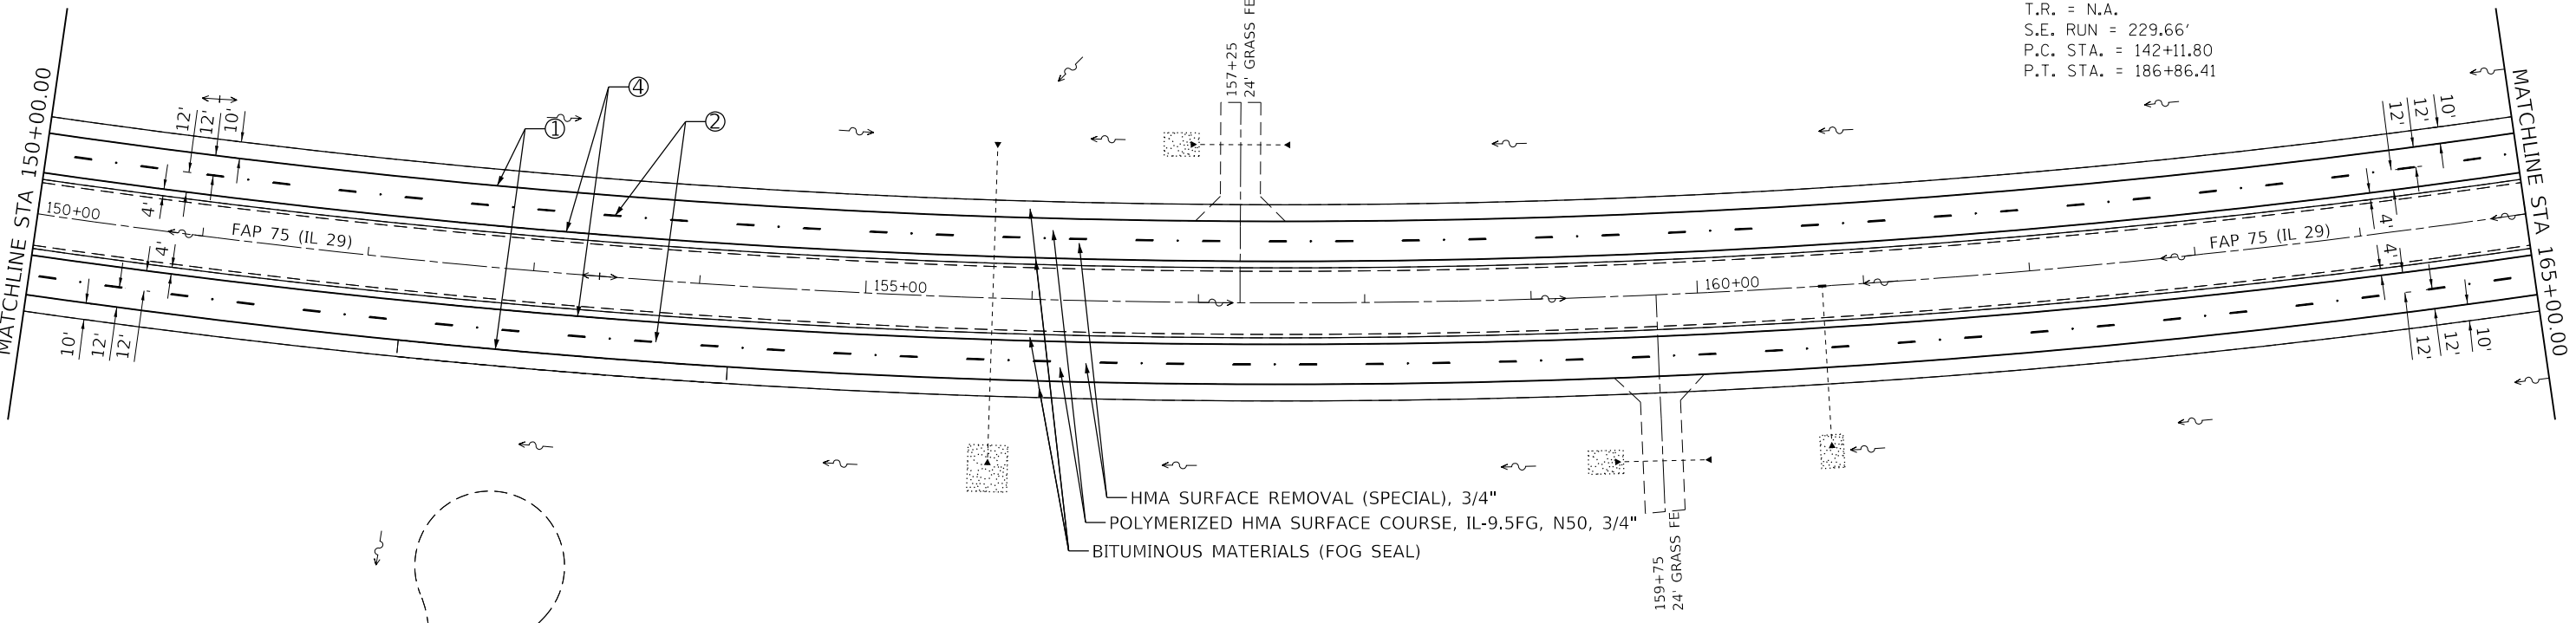 T.R. = N.A.
S.E. RUN = 229.66'
P.C. STA. = 142+11.80
P.T. STA. = 186+86.41
MATCHLINE STA 150+00.00
12'
12'
10'
4'
①
④
②
157+25
24' GRASS FE
12'
12'
10'
4'
MATCHLINE STA 165+00.00
150+00
FAP 75 (IL 29)
155+00
160+00
FAP 75 (IL 29)
4'
10'
12'
12'
4'
12'
12'
10'
HMA SURFACE REMOVAL (SPECIAL), 3/4"
POLYMERIZED HMA SURFACE COURSE, IL-9.5FG, N50, 3/4"
BITUMINOUS MATERIALS (FOG SEAL)
159+75
24' GRASS FE